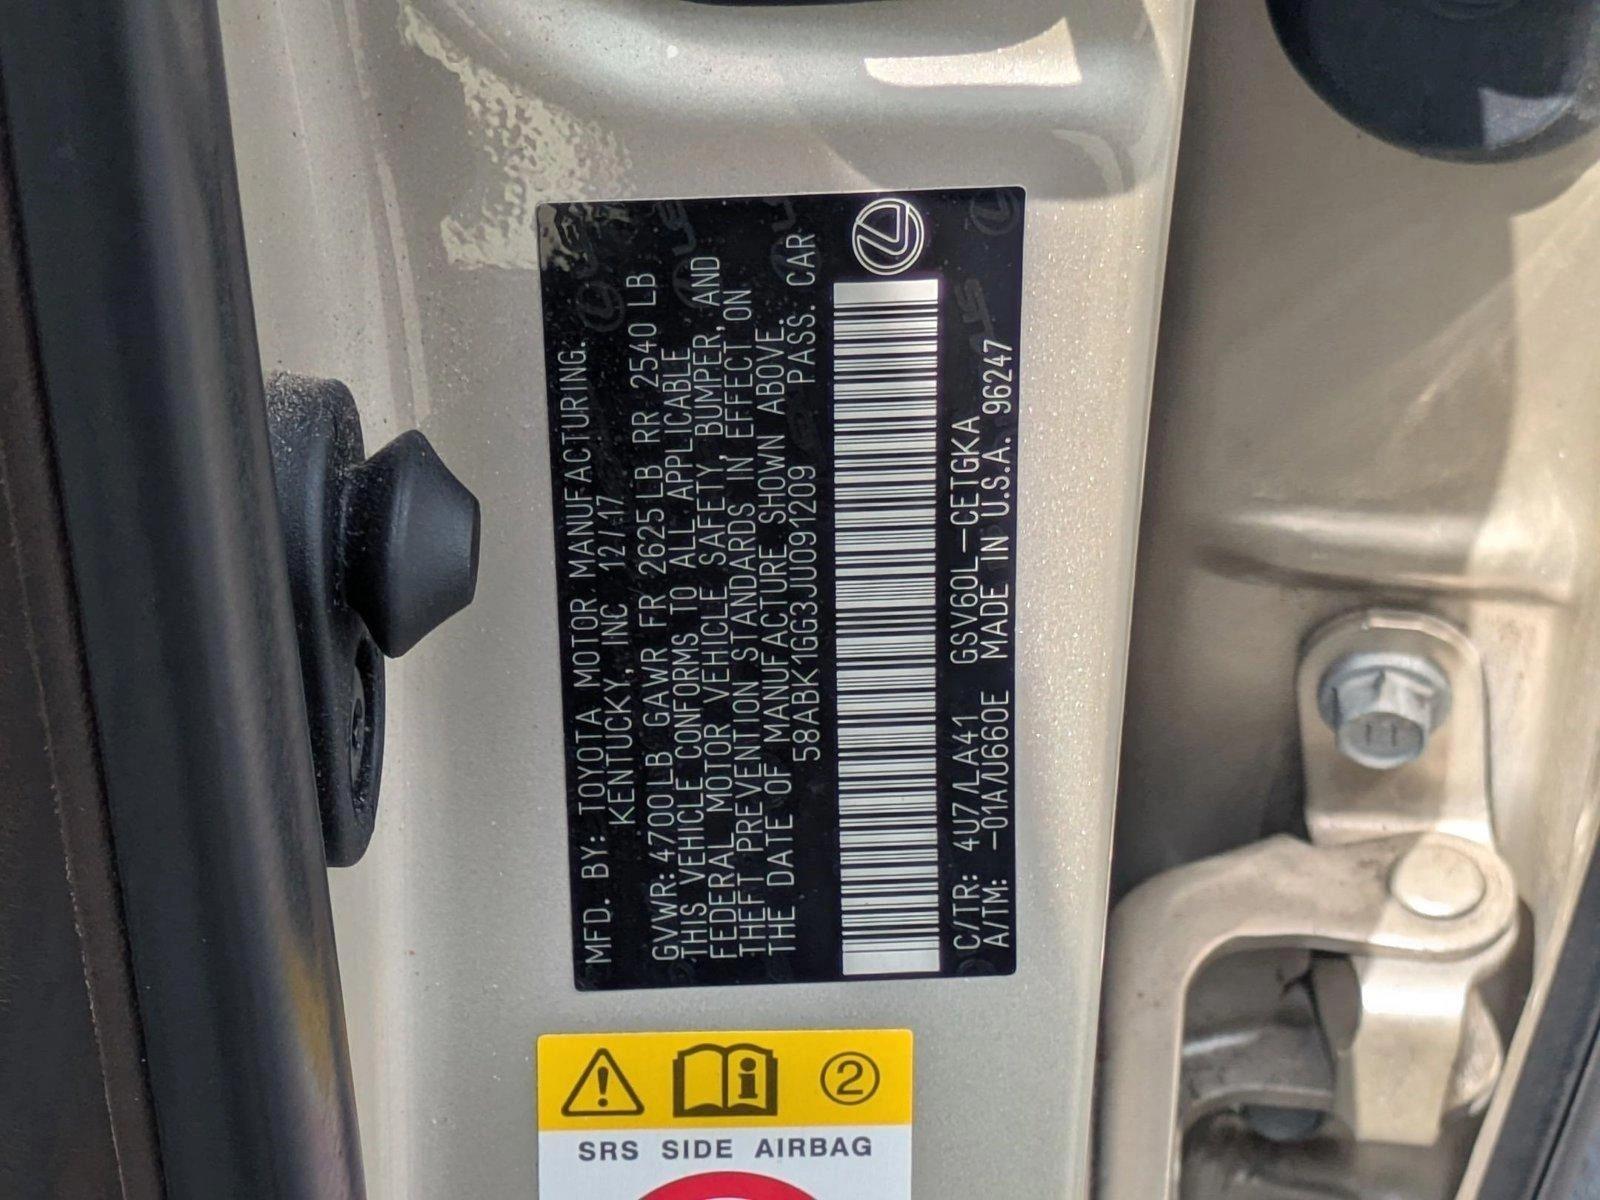 MFD. BY: TOYOTA MOTOR MANUFACTURING.
KENTUCKY, INC 12/17
GVWR: 4700LB GAWR FR 2625LB RR 2540 LB
THIS VEHICLE CONFORMS TO ALL APPLICABLE
FEDERAL MOTOR VEHICLE SAFETY, BUMPER, AND
THEFT PREVENTION STANDARDS IN EFFECT ON
THE DATE OF MANUFACTURE SHOWN ABOVE.
58ABK1GG3JU091209 PASS. CAR
C/TR: 4U7/LA41 GSV60L-CETGKA
A/TM: -01A/U660E MADE IN U.S.A. 96247
2
SRS SIDE AIRBAG